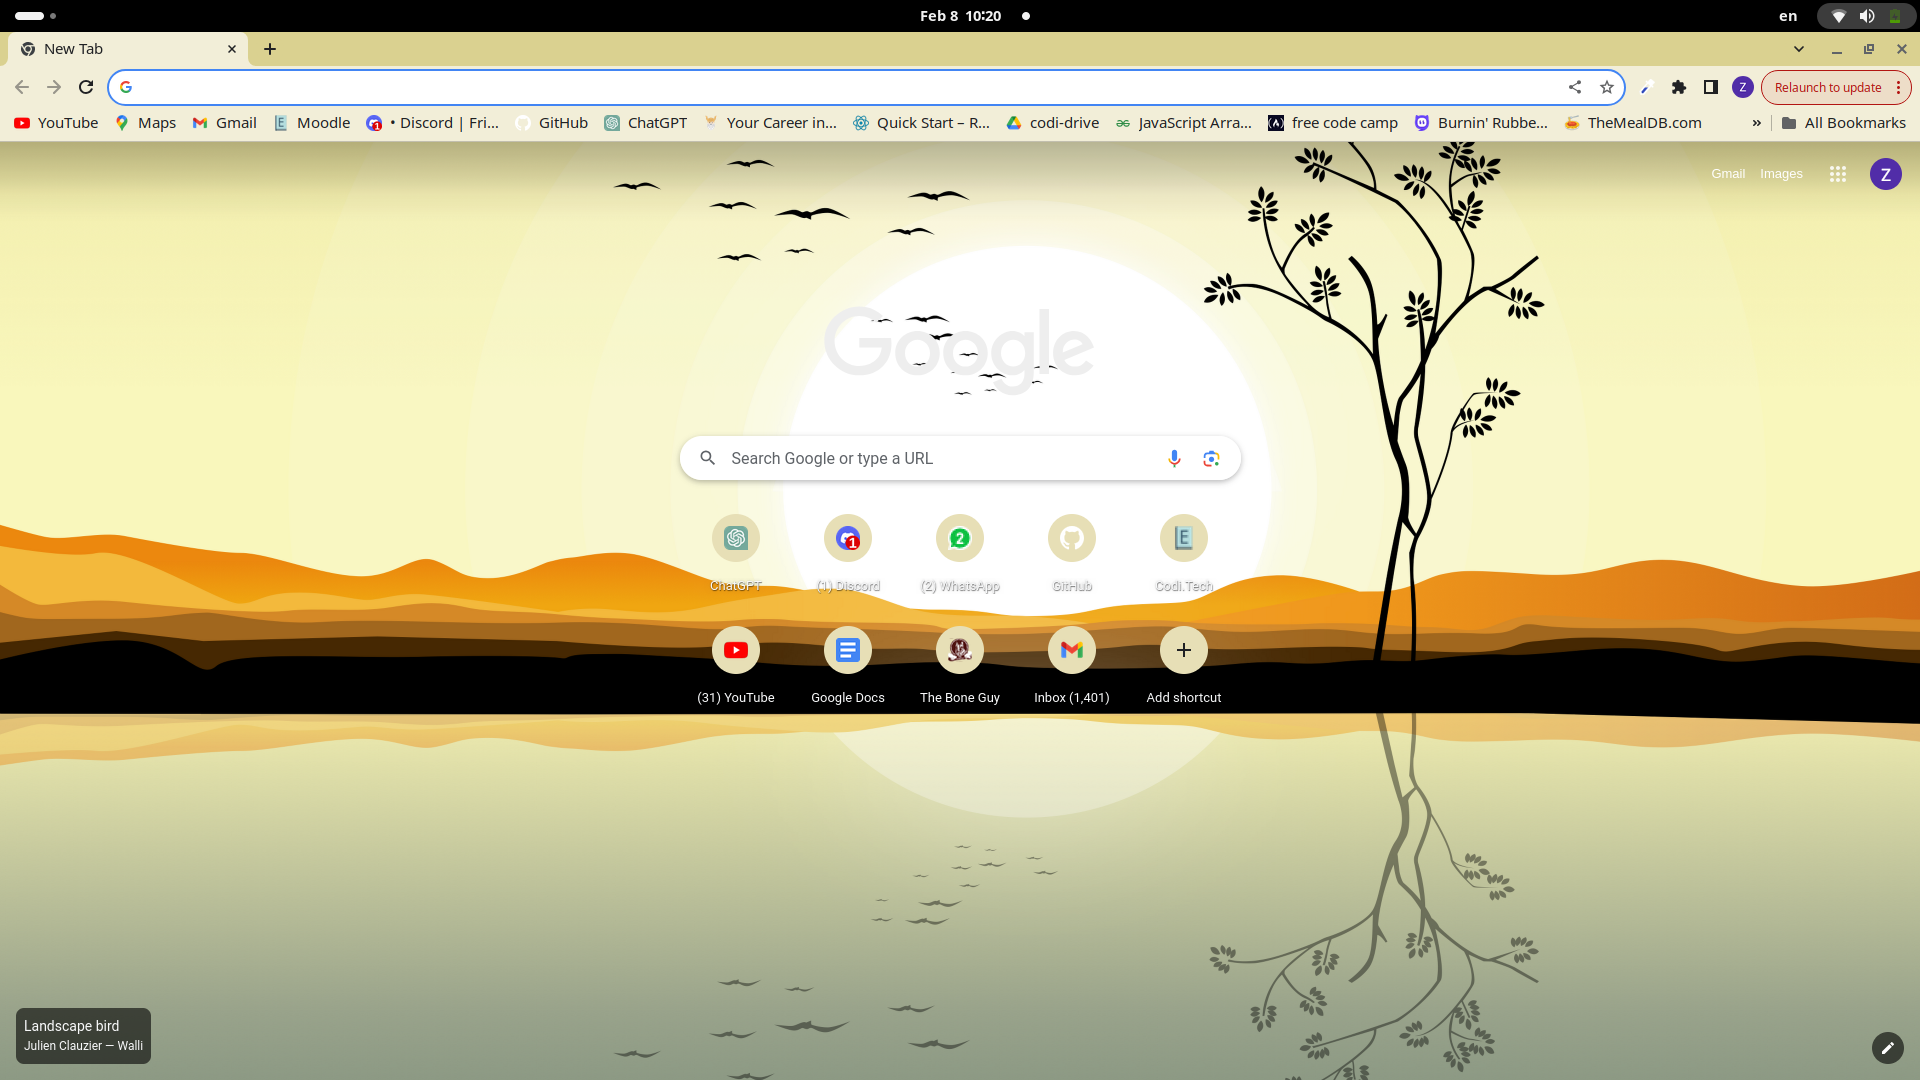 Feb 8 10:20
en
New Tab
Relaunch to update
Z
YouTube
Maps
Gmail
Moodle
• Discord | Fri...
GitHub
ChatGPT
Your Career in...
Quick Start – R...
codi-drive
JavaScript Arra...
free code camp
Burnin' Rubbe...
TheMealDB.com
»
All Bookmarks
Gmail
Images
Z
Google
Search Google or type a URL
ChatGPT
(1) Discord
(2) WhatsApp
GitHub
Codi.Tech
(31) YouTube
Google Docs
The Bone Guy
Inbox (1,401)
Add shortcut
Landscape bird
Julien Clauzier — Walli